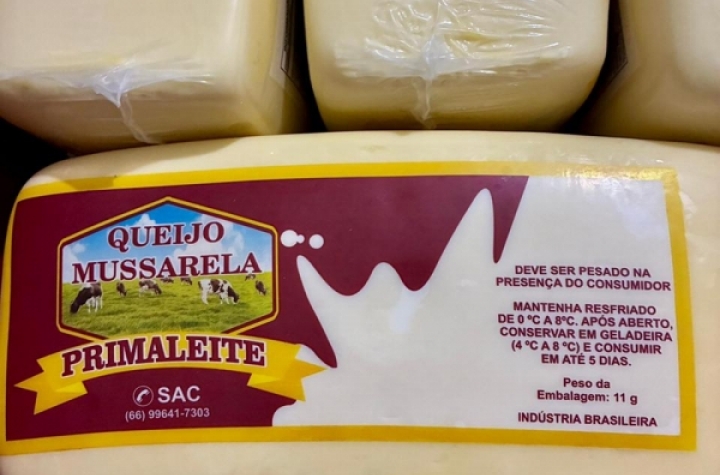 QUEIJO
MUSSARELA
PRIMALEITE
SAC
(66) 99641-7303
DEVE SER PESADO NA
PRESENÇA DO CONSUMIDOR
MANTENHA RESFRIADO
DE 0 ºC A 8ºC. APÓS ABERTO,
CONSERVAR EM GELADEIRA
(4 ºC A 8 ºC) E CONSUMIR
EM ATÉ 5 DIAS.
Peso da
Embalagem: 11 g
INDÚSTRIA BRASILEIRA